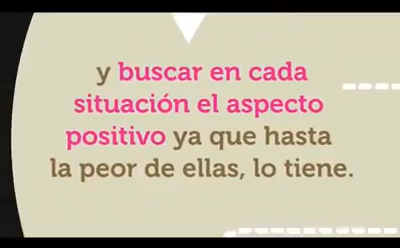 y buscar en cada
situación el aspecto
positivo ya que hasta
la peor de ellas, lo tiene.